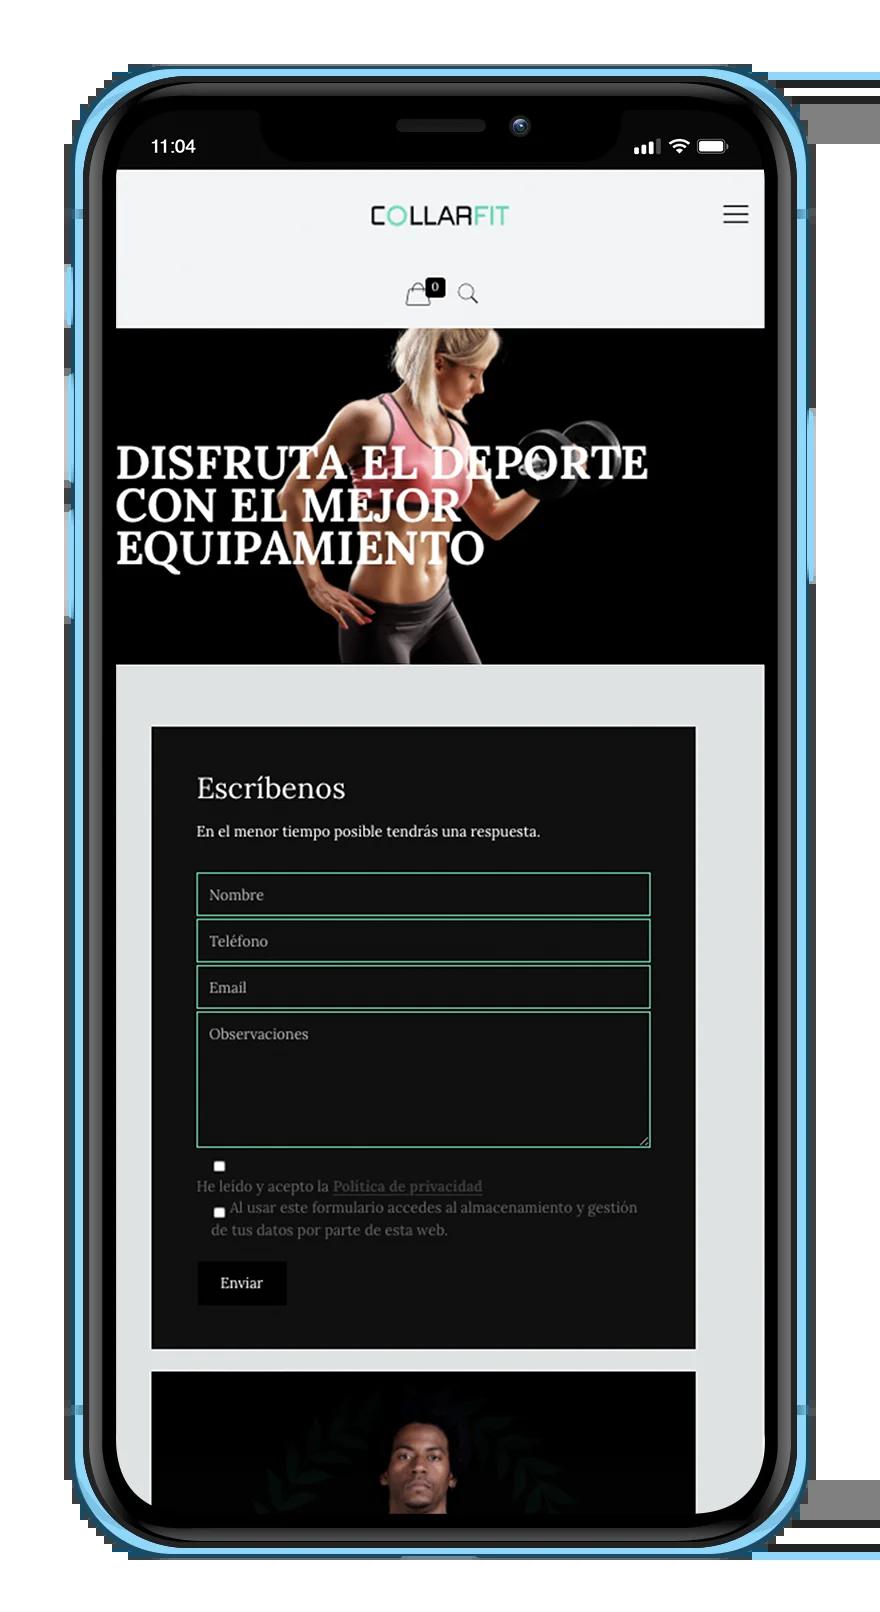 11:04
COLLARFIT
0
DISFRUTA EL DEPORTE
CON EL MEJOR
EQUIPAMIENTO
Escríbenos
En el menor tiempo posible tendrás una respuesta.
Nombre
Teléfono
Email
Observaciones
He leído y acepto la Política de privacidad
Al usar este formulario accedes al almacenamiento y gestión
de tus datos por parte de esta web.
Enviar